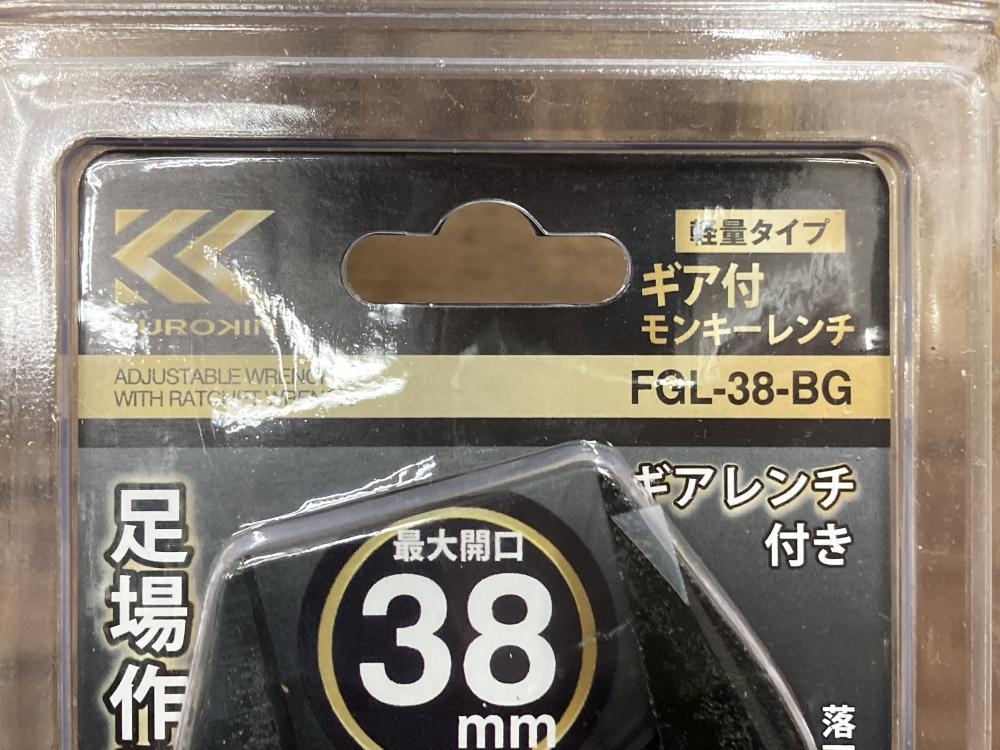 軽量タイプ
ギア付
モンキーレンチ
ADJUSTABLE WRENCH
WITH RATCHET WRENCH
FGL-38-BG
ギアレンチ
付き
最大開口
38
mm
足場作
落